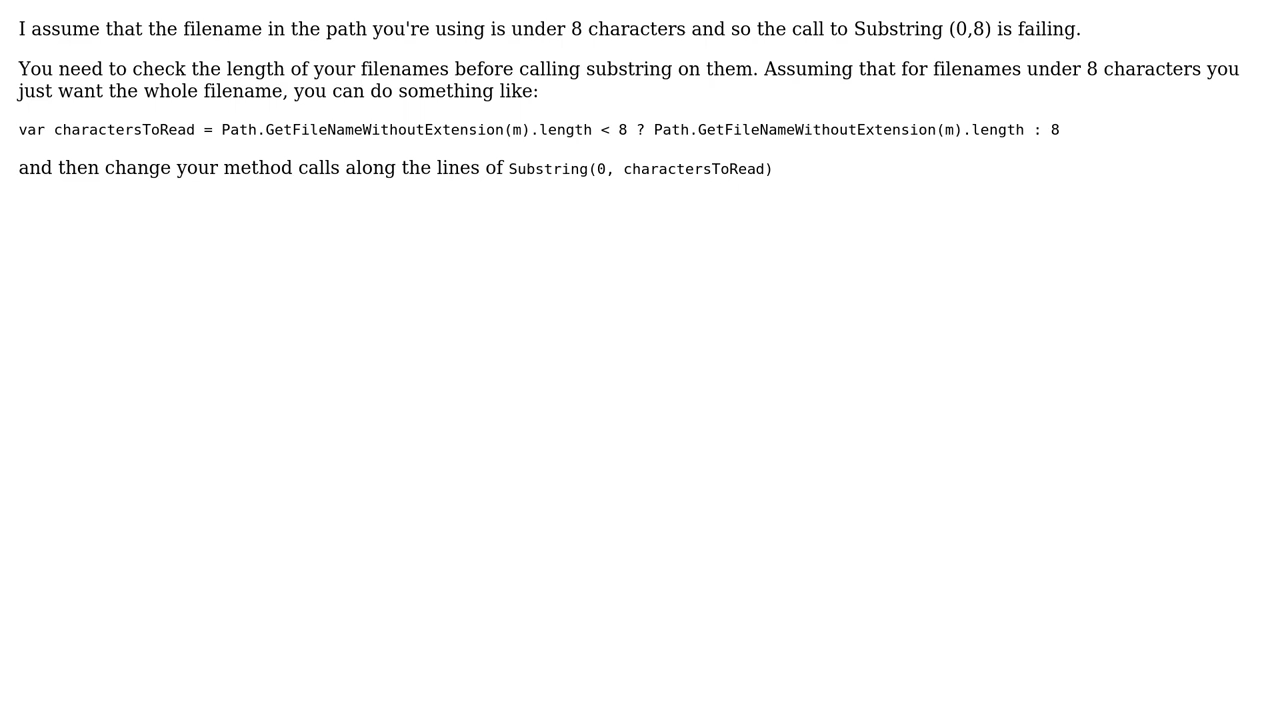 I assume that the filename in the path you're using is under 8 characters and so the call to Substring (0,8) is failing.
You need to check the length of your filenames before calling substring on them. Assuming that for filenames under 8 characters you
just want the whole filename, you can do something like:
var charactersToRead = Path.GetFileNameWithoutExtension(m).length < 8 ? Path.GetFileNameWithoutExtension(m).length : 8
and then change your method calls along the lines of Substring(0, charactersToRead)